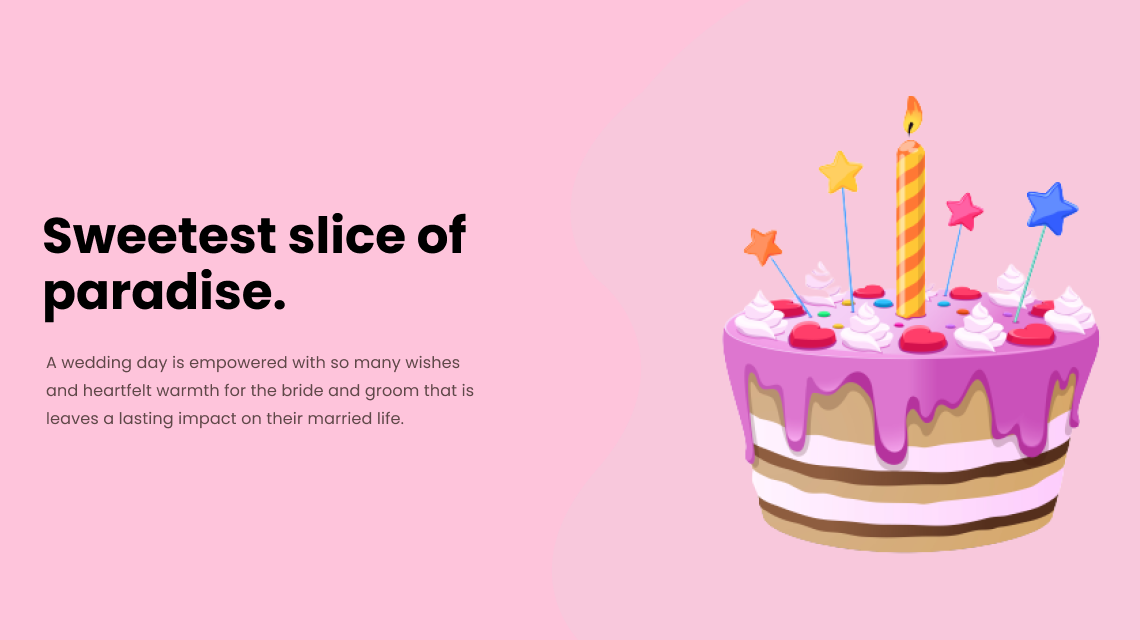 Sweetest slice of
paradise.
A wedding day is empowered with so many wishes
and heartfelt warmth for the bride and groom that is
leaves a lasting impact on their married life.